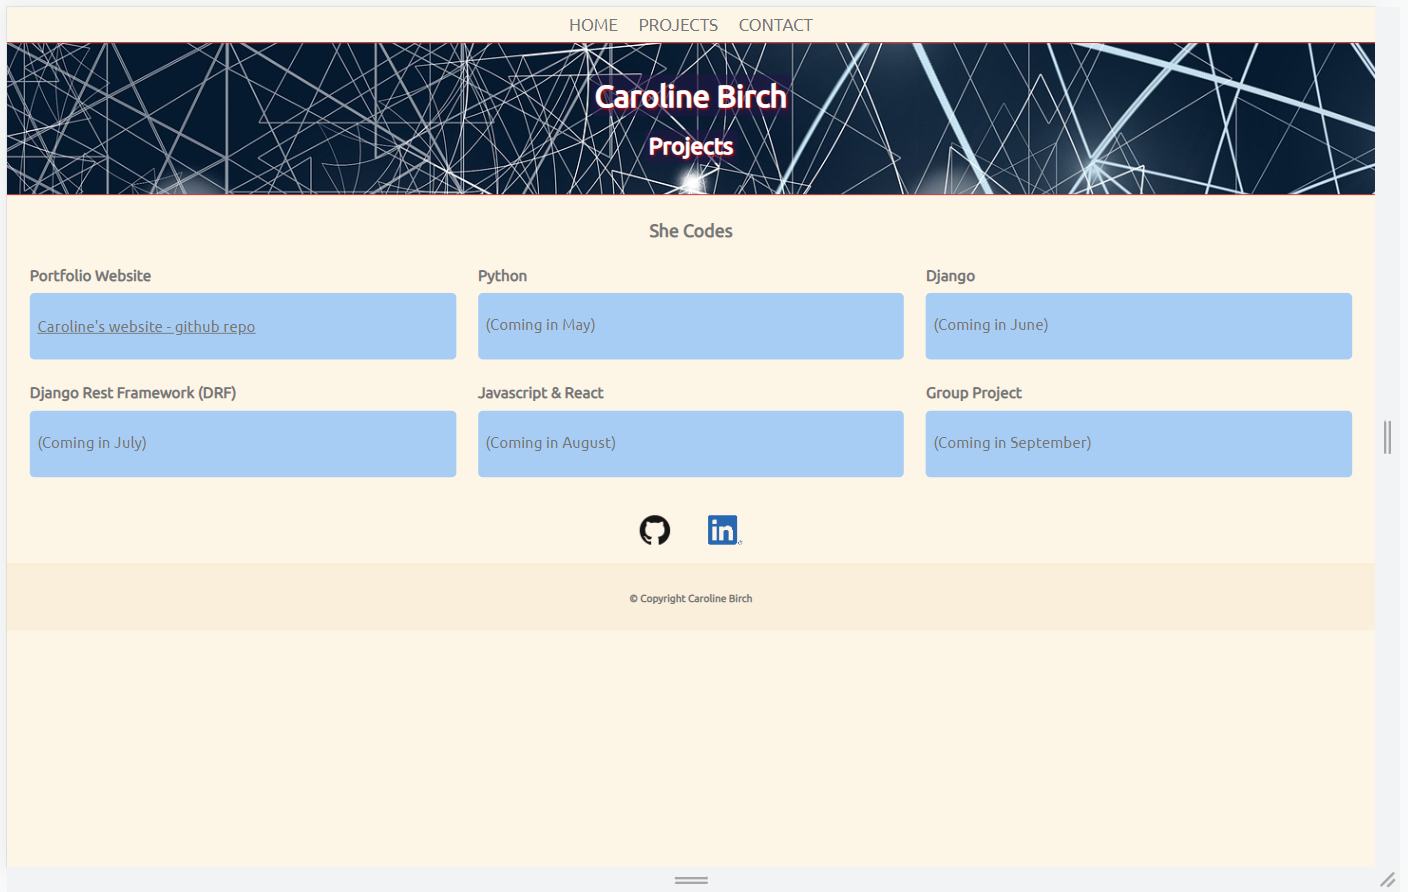 HOME PROJECTS CONTACT
Caroline Birch
Projects
She Codes
Portfolio Website Python Django
Caroline's website - github repo (Coming in May) (Coming in June)
Django Rest Framework (DRF) Javascript & React Group Project
(Coming in July) (Coming in August) (Coming in September)
in
© Copyright Caroline Birch